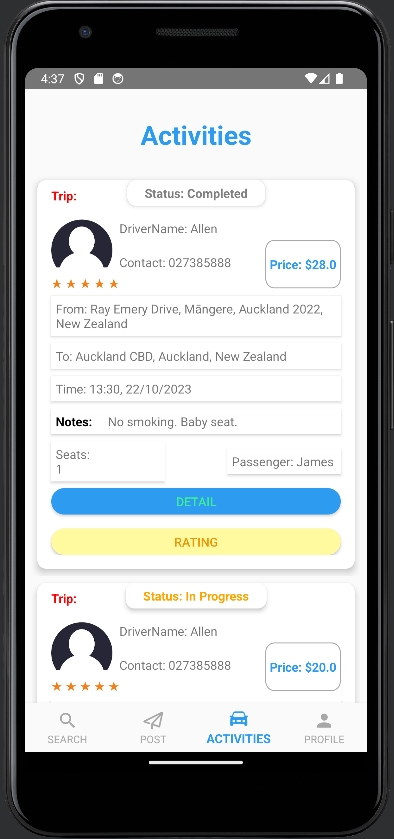 4:37
Activities
Trip:
Status: Completed
DriverName: Allen
Contact: 027385888
Price: $28.0
From: Ray Emery Drive, Māngere, Auckland 2022,
New Zealand
To: Auckland CBD, Auckland, New Zealand
Time: 13:30, 22/10/2023
Notes: No smoking. Baby seat.
Seats:
1
Passenger: James
DETAIL
RATING
Trip:
Status: In Progress
DriverName: Allen
Contact: 027385888
Price: $20.0
SEARCH
POST
ACTIVITIES
PROFILE